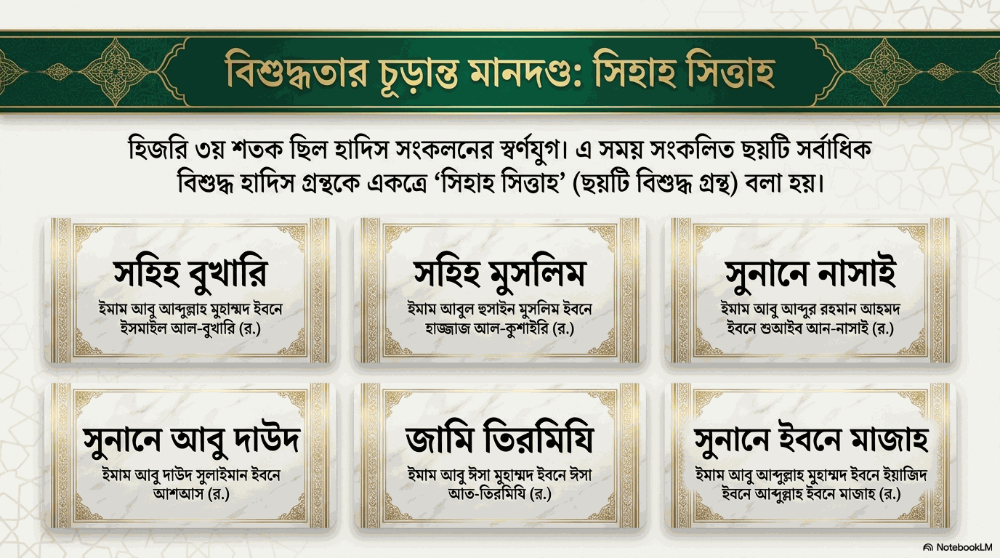 বিশুদ্ধতার চূড়ান্ত মানদণ্ড: সিহাহ সিত্তাহ
হিজরি ৩য় শতক ছিল হাদিস সংকলনের স্বর্ণযুগ। এ সময় সংকলিত ছয়টি সর্বাধিক
বিশুদ্ধ হাদিস গ্রন্থকে একত্রে ‘সিহাহ সিত্তাহ’ (ছয়টি বিশুদ্ধ গ্রন্থ) বলা হয়।
সহিহ বুখারি
ইমাম আবু আব্দুল্লাহ মুহাম্মদ ইবনে
ইসমাইল আল-বুখারি (র.)
সহিহ মুসলিম
ইমাম আবুল হুসাইন মুসলিম ইবনে
হাজ্জাজ আল-কুশাইরি (র.)
সুনানে নাসাই
ইমাম আবু আব্দুর রহমান আহমদ
ইবনে শুআইব আন-নাসাই (র.)
সুনানে আবু দাউদ
ইমাম আবু দাউদ সুলাইমান ইবনে
আশআস (র.)
জামি তিরমিযি
ইমাম আবু ঈসা মুহাম্মদ ইবনে ঈসা
আত-তিরমিযি (র.)
সুনানে ইবনে মাজাহ
ইমাম আবু আব্দুল্লাহ মুহাম্মদ ইবনে ইয়াজিদ
ইবনে আব্দুল্লাহ ইবনে মাজাহ (র.)
NotebookLM